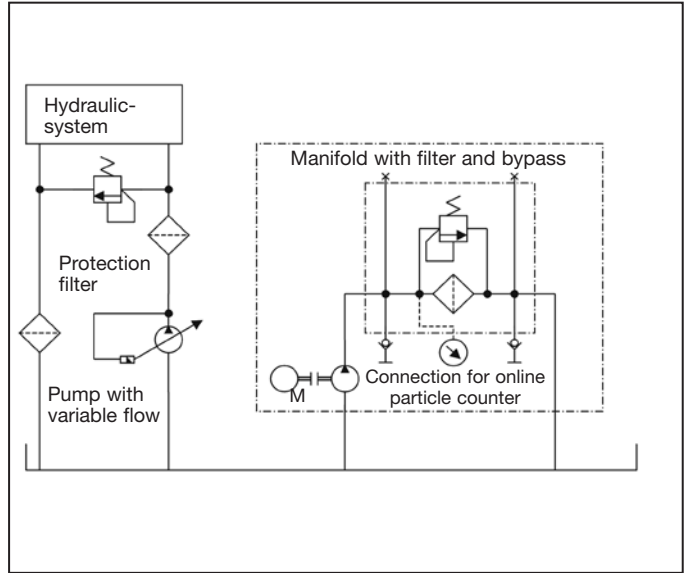 Hydraulic-
system
Manifold with filter and bypass
Protection
filter
Pump with
variable flow
M
Connection for online
particle counter